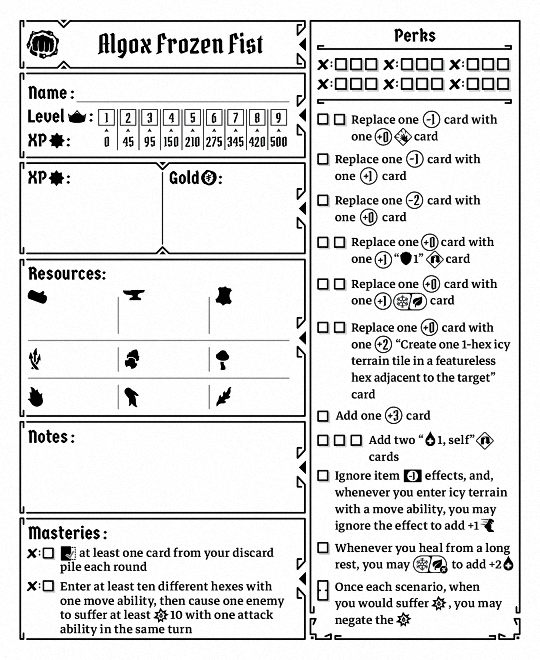 Algox Frozen Fist
Name:
Level:
1 2 3 4 5 6 7 8 9
XP:
0 45 95 150 210 275 345 420 500
XP:
Gold:
Resources:
Notes:
Masteries:
at least one card from your discard
pile each round
Enter at least ten different hexes with
one move ability, then cause one enemy
to suffer at least 10 with one attack
ability in the same turn
Perks
Replace one -1 card with
one +0 card
Replace one -1 card with
one +1 card
Replace one -2 card with
one +0 card
Replace one +0 card with
one +1 “1” card
Replace one +0 card with
one +1 card
Replace one +0 card with
one +2 “Create one 1-hex icy
terrain tile in a featureless
hex adjacent to the target”
card
Add one +3 card
Add two “1, self”
cards
Ignore item -1 effects, and,
whenever you enter icy terrain
with a move ability, you may
ignore the effect to add +1
Whenever you heal from a long
rest, you may to add +2
Once each scenario, when
you would suffer , you may
negate the